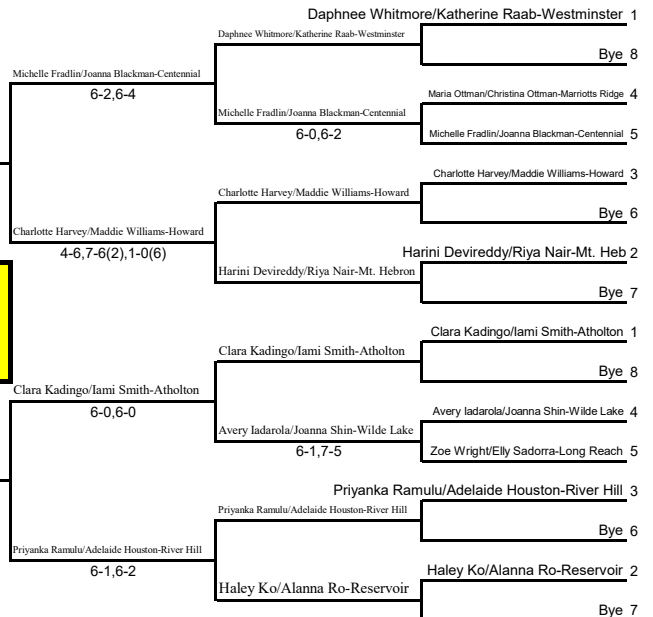 Daphnee Whitmore/Katherine Raab-Westminster 1
Daphnee Whitmore/Katherine Raab-Westminster
Bye 8
Michelle Fradlin/Joanna Blackman-Centennial
6-2,6-4
Maria Ottman/Christina Ottman-Marriotts Ridge 4
Michelle Fradlin/Joanna Blackman-Centennial
6-0,6-2
Michelle Fradlin/Joanna Blackman-Centennial 5
Charlotte Harvey/Maddie Williams-Howard 3
Charlotte Harvey/Maddie Williams-Howard
Bye 6
Charlotte Harvey/Maddie Williams-Howard
4-6,7-6(2),1-0(6)
Harini Devireddy/Riya Nair-Mt. Heb 2
Harini Devireddy/Riya Nair-Mt. Hebron
Bye 7
Clara Kadingo/Iami Smith-Atholton 1
Clara Kadingo/Iami Smith-Atholton
Bye 8
Clara Kadingo/Iami Smith-Atholton
6-0,6-0
Avery Iadarola/Joanna Shin-Wilde Lake 4
Avery Iadarola/Joanna Shin-Wilde Lake
6-1,7-5
Zoe Wright/Elly Sadorra-Long Reach 5
Priyanka Ramulu/Adelaide Houston-River Hill 3
Priyanka Ramulu/Adelaide Houston-River Hill
Bye 6
Priyanka Ramulu/Adelaide Houston-River Hill
6-1,6-2
Haley Ko/Alanna Ro-Reservoir 2
Haley Ko/Alanna Ro-Reservoir
Bye 7